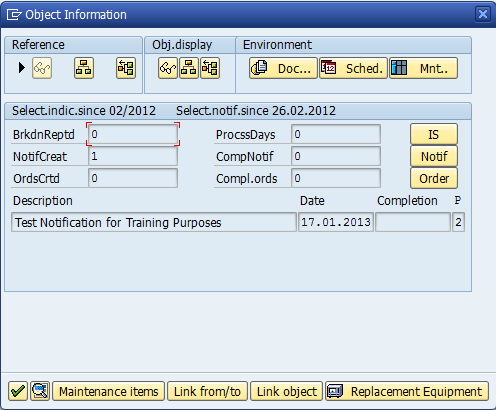 Object Information
Reference Obj.display Environment
Doc... Sched. Mnt..
Select.indic.since 02/2012 Select.notif.since 26.02.2012
BrkdnReptd 0 ProcssDays 0 IS
NotifCreat 1 CompNotif 0 Notif
OrdsCrtd 0 Compl.ords 0 Order
Description Date Completion P
Test Notification for Training Purposes 17.01.2013 2
Maintenance items Link from/to Link object Replacement Equipment